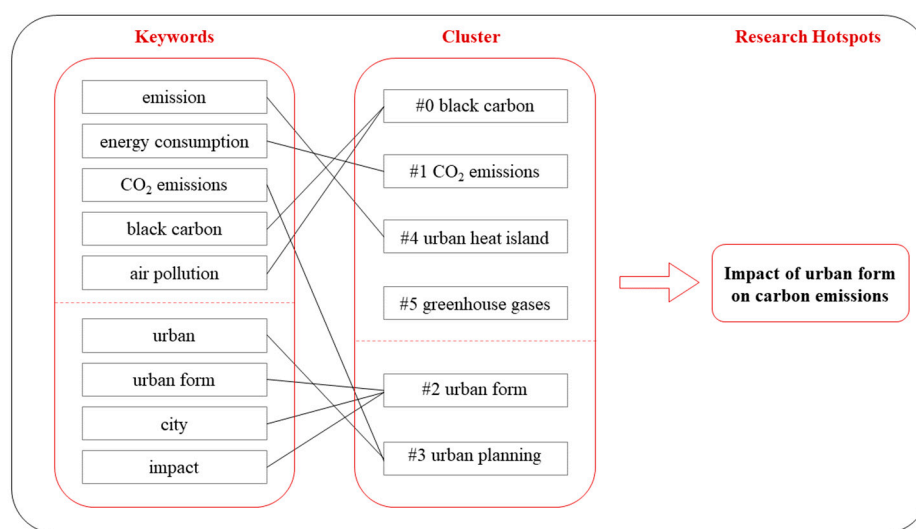 Keywords
Cluster
Research Hotspots
emission
energy consumption
CO₂ emissions
black carbon
air pollution
urban
urban form
city
impact
#0 black carbon
#1 CO₂ emissions
#4 urban heat island
#5 greenhouse gases
#2 urban form
#3 urban planning
Impact of urban form
on carbon emissions